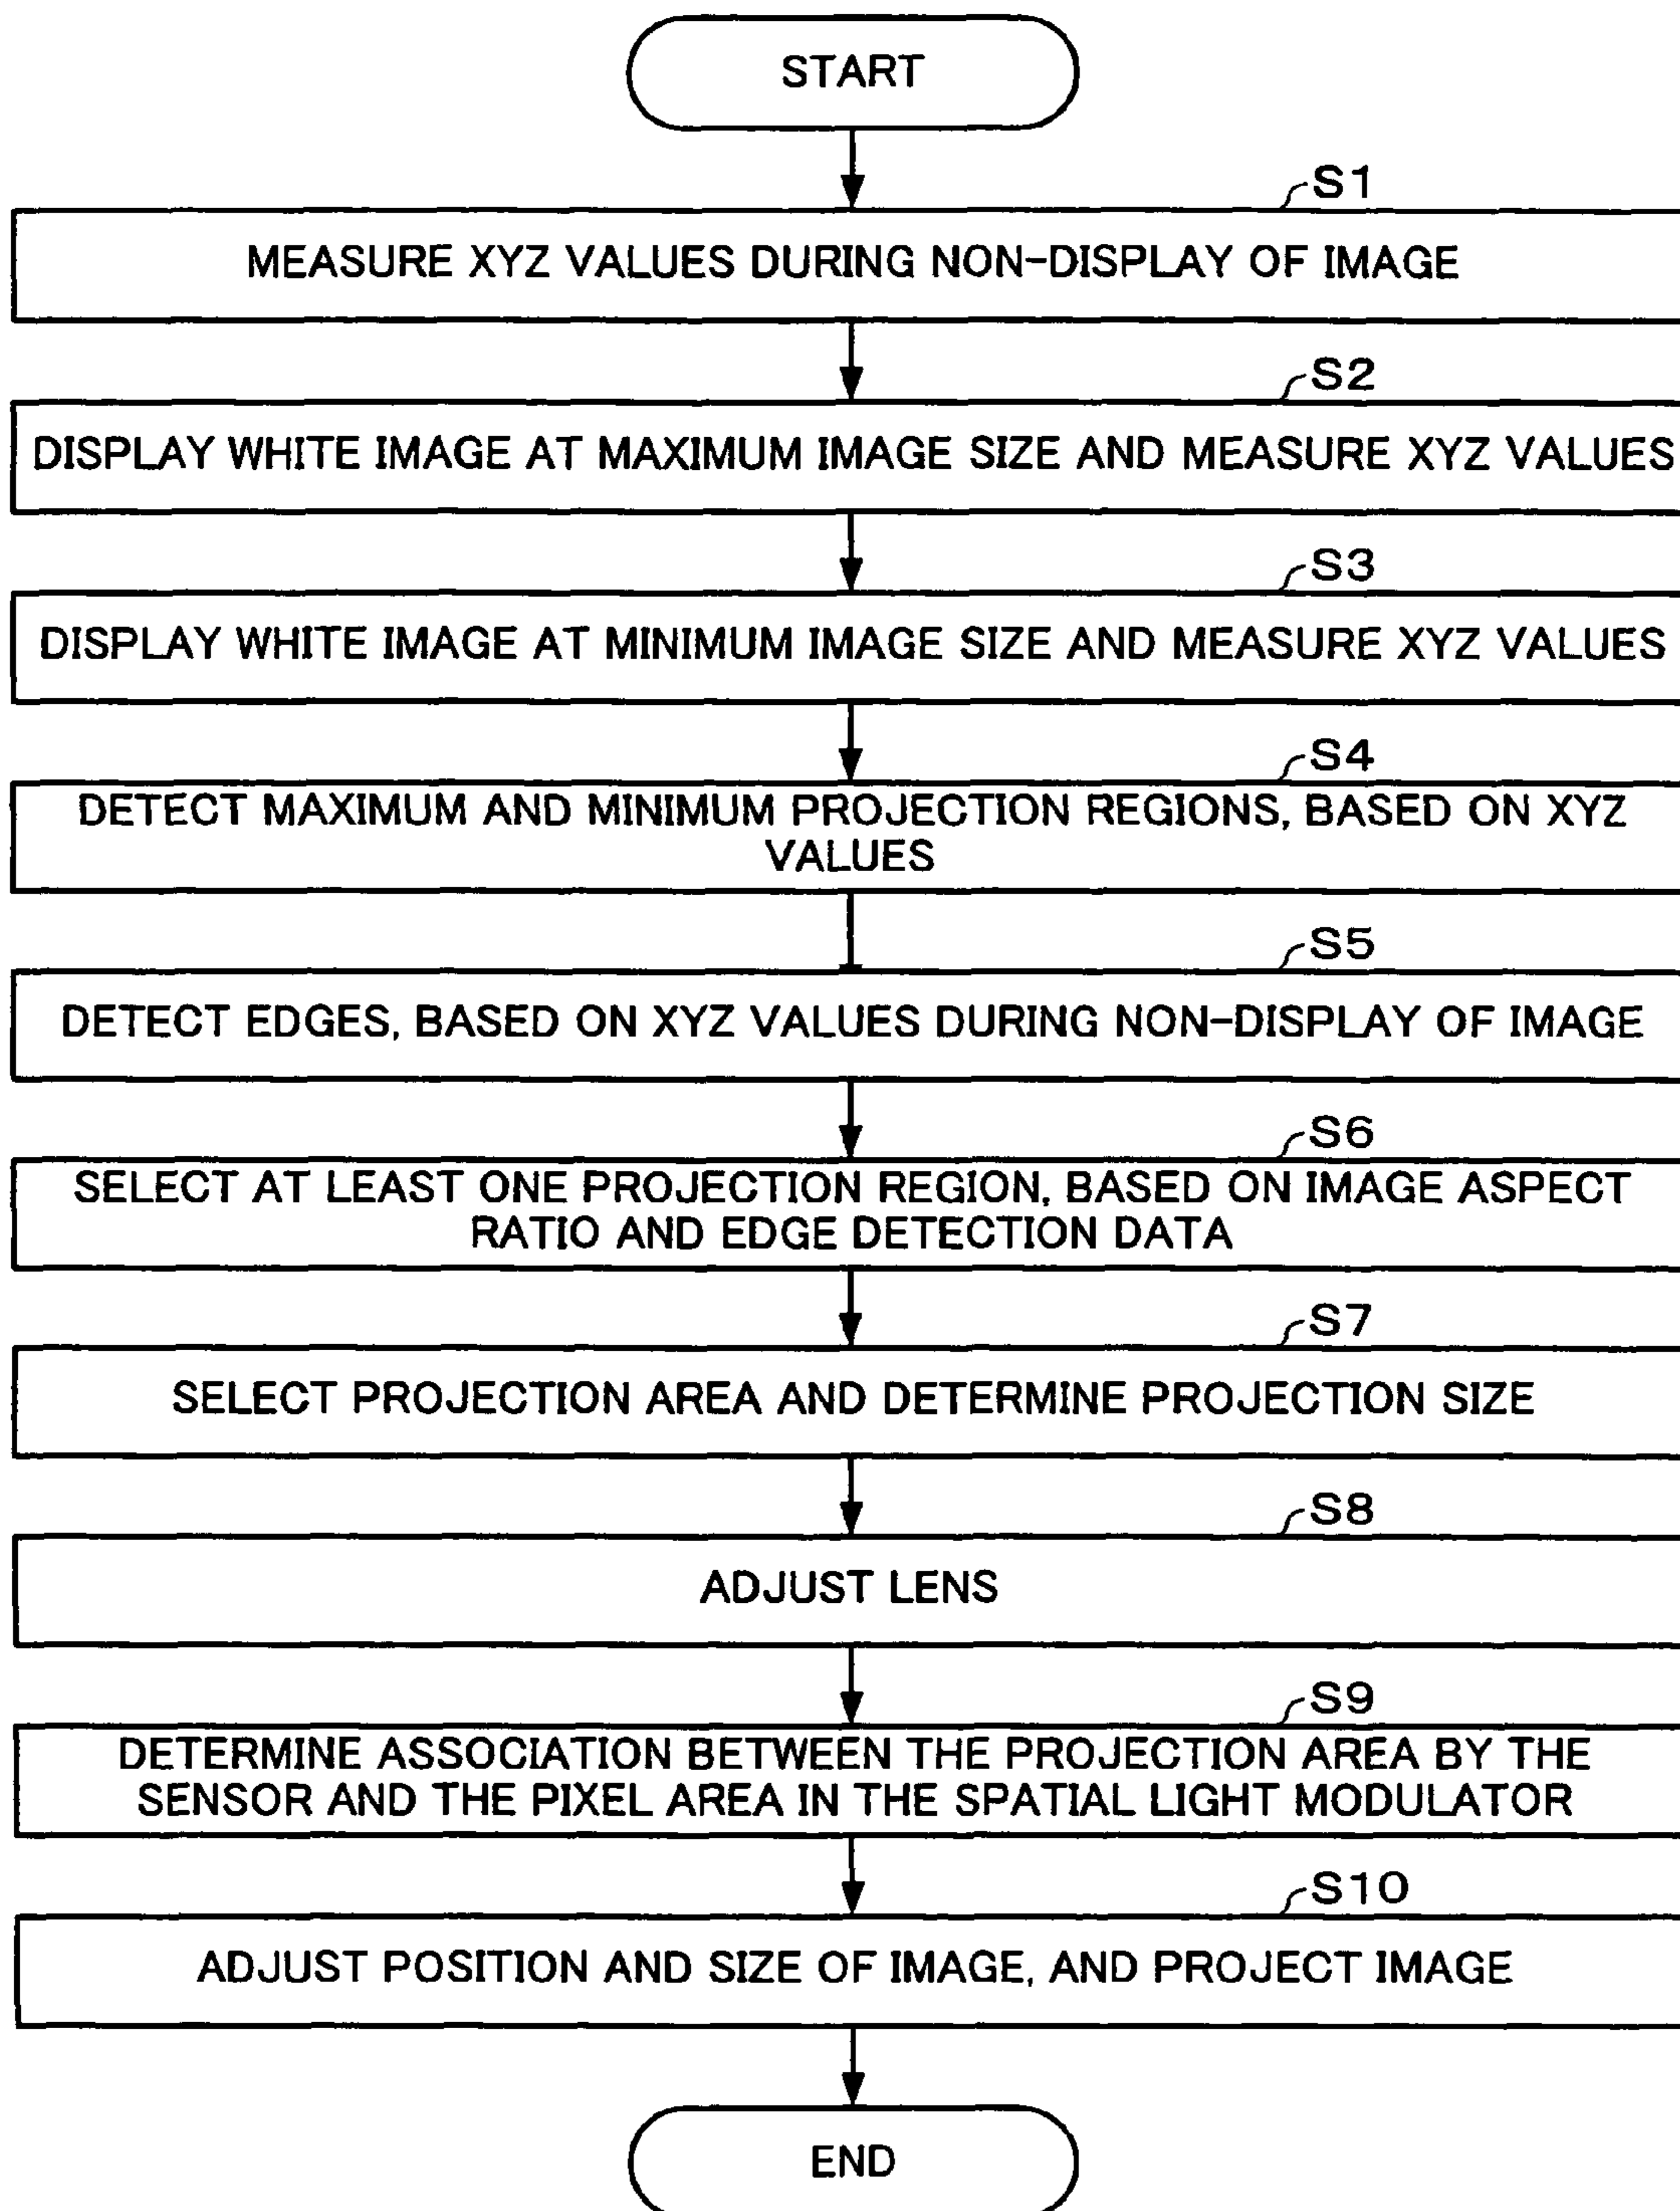 START
S1
MEASURE XYZ VALUES DURING NON-DISPLAY OF IMAGE
S2
DISPLAY WHITE IMAGE AT MAXIMUM IMAGE SIZE AND MEASURE XYZ VALUES
S3
DISPLAY WHITE IMAGE AT MINIMUM IMAGE SIZE AND MEASURE XYZ VALUES
S4
DETECT MAXIMUM AND MINIMUM PROJECTION REGIONS, BASED ON XYZ
VALUES
S5
DETECT EDGES, BASED ON XYZ VALUES DURING NON-DISPLAY OF IMAGE
S6
SELECT AT LEAST ONE PROJECTION REGION, BASED ON IMAGE ASPECT
RATIO AND EDGE DETECTION DATA
S7
SELECT PROJECTION AREA AND DETERMINE PROJECTION SIZE
S8
ADJUST LENS
S9
DETERMINE ASSOCIATION BETWEEN THE PROJECTION AREA BY THE
SENSOR AND THE PIXEL AREA IN THE SPATIAL LIGHT MODULATOR
S10
ADJUST POSITION AND SIZE OF IMAGE, AND PROJECT IMAGE
END